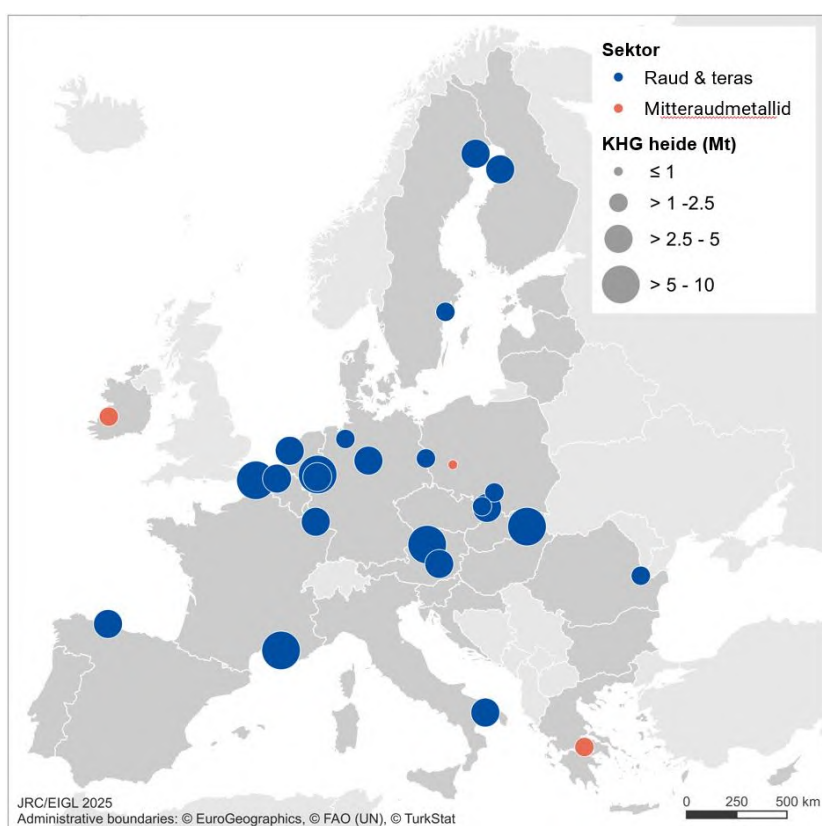 Sektor
Raud & teras
Mitteraudmetallid
KHG heide (Mt)
≤ 1
> 1 -2.5
> 2.5 - 5
> 5 - 10
JRC/EIGL 2025
Administrative boundaries: © EuroGeographics, © FAO (UN), © TurkStat
0 250 500 km